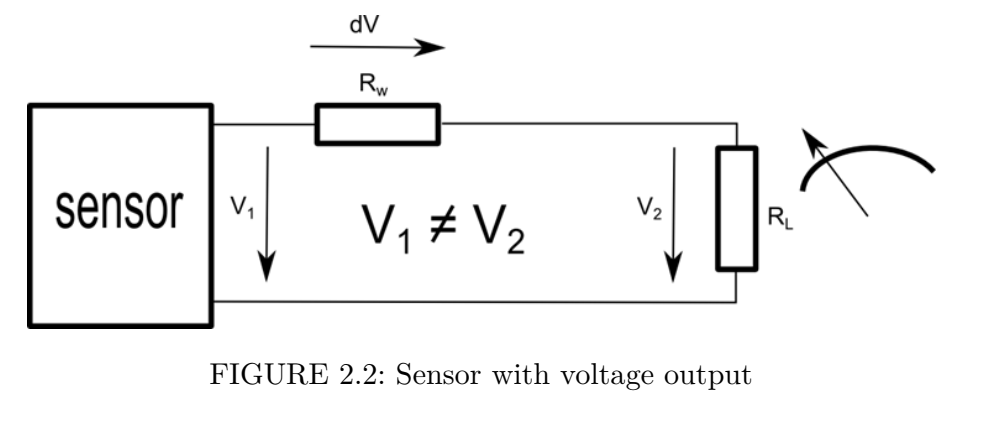 dV
R_w
sensor
V_1
V_1 ≠ V_2
V_2
R_L
FIGURE 2.2: Sensor with voltage output